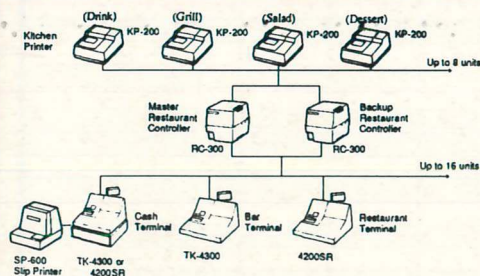 (Drink) (Grill) (Salad) (Dessert)
Kitchen
Printer
KP-200 KP-200 KP-200 KP-200
Up to 8 units
Master
Restaurant
Controller
Backup
Restaurant
Controller
RC-300 RC-300
Up to 16 units
Cash
Terminal
Bar
Terminal
Restaurant
Terminal
SP-600
Slip Printer
TK-4300 or
4200SR
TK-4300
4200SR